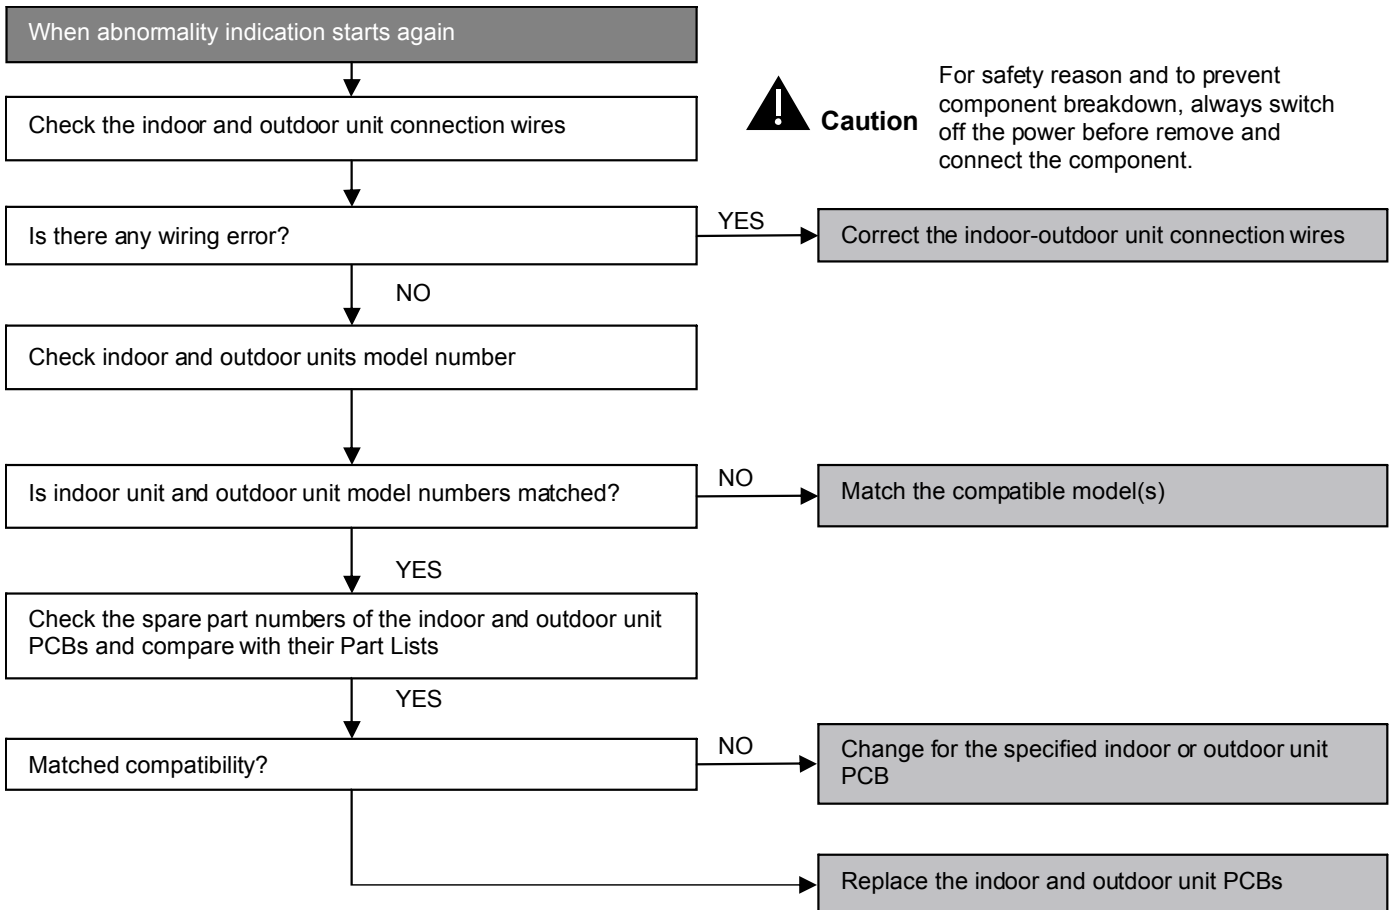 When abnormality indication starts again
Check the indoor and outdoor unit connection wires
Caution
For safety reason and to prevent
component breakdown, always switch
off the power before remove and
connect the component.
Is there any wiring error?
YES
Correct the indoor-outdoor unit connection wires
NO
Check indoor and outdoor units model number
Is indoor unit and outdoor unit model numbers matched?
NO
Match the compatible model(s)
YES
Check the spare part numbers of the indoor and outdoor unit
PCBs and compare with their Part Lists
YES
Matched compatibility?
NO
Change for the specified indoor or outdoor unit
PCB
Replace the indoor and outdoor unit PCBs